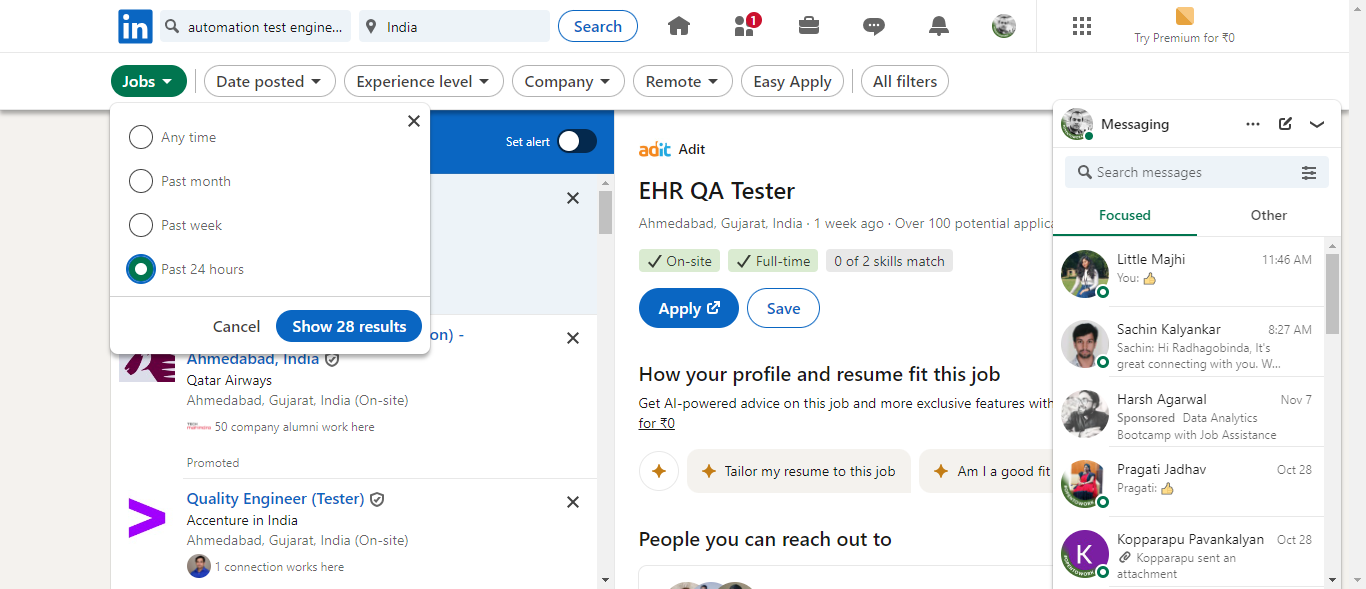 in
automation test engine...
India
Search
1
Try Premium for ₹0
Jobs
Date posted
Experience level
Company
Remote
Easy Apply
All filters
Any time
Past month
Past week
Past 24 hours
Cancel
Show 28 results
Set alert
on) -
Ahmedabad, India
Qatar Airways
Ahmedabad, Gujarat, India (On-site)
50 company alumni work here
Promoted
Quality Engineer (Tester)
Accenture in India
Ahmedabad, Gujarat, India (On-site)
1 connection works here
adit Adit
EHR QA Tester
Ahmedabad, Gujarat, India · 1 week ago · Over 100 potential applica
On-site
Full-time
0 of 2 skills match
Apply
Save
How your profile and resume fit this job
Get AI-powered advice on this job and more exclusive features with
for ₹0
Tailor my resume to this job
Am I a good fit
People you can reach out to
Messaging
Search messages
Focused
Other
Little Majhi 11:46 AM
You: 👍
Sachin Kalyankar 8:27 AM
Sachin: Hi Radhagobinda, It's
great connecting with you. W...
Harsh Agarwal Nov 7
Sponsored Data Analytics
Bootcamp with Job Assistance
Pragati Jadhav Oct 28
Pragati: 👍
K
Kopparapu Pavankalyan Oct 28
Kopparapu sent an
attachment